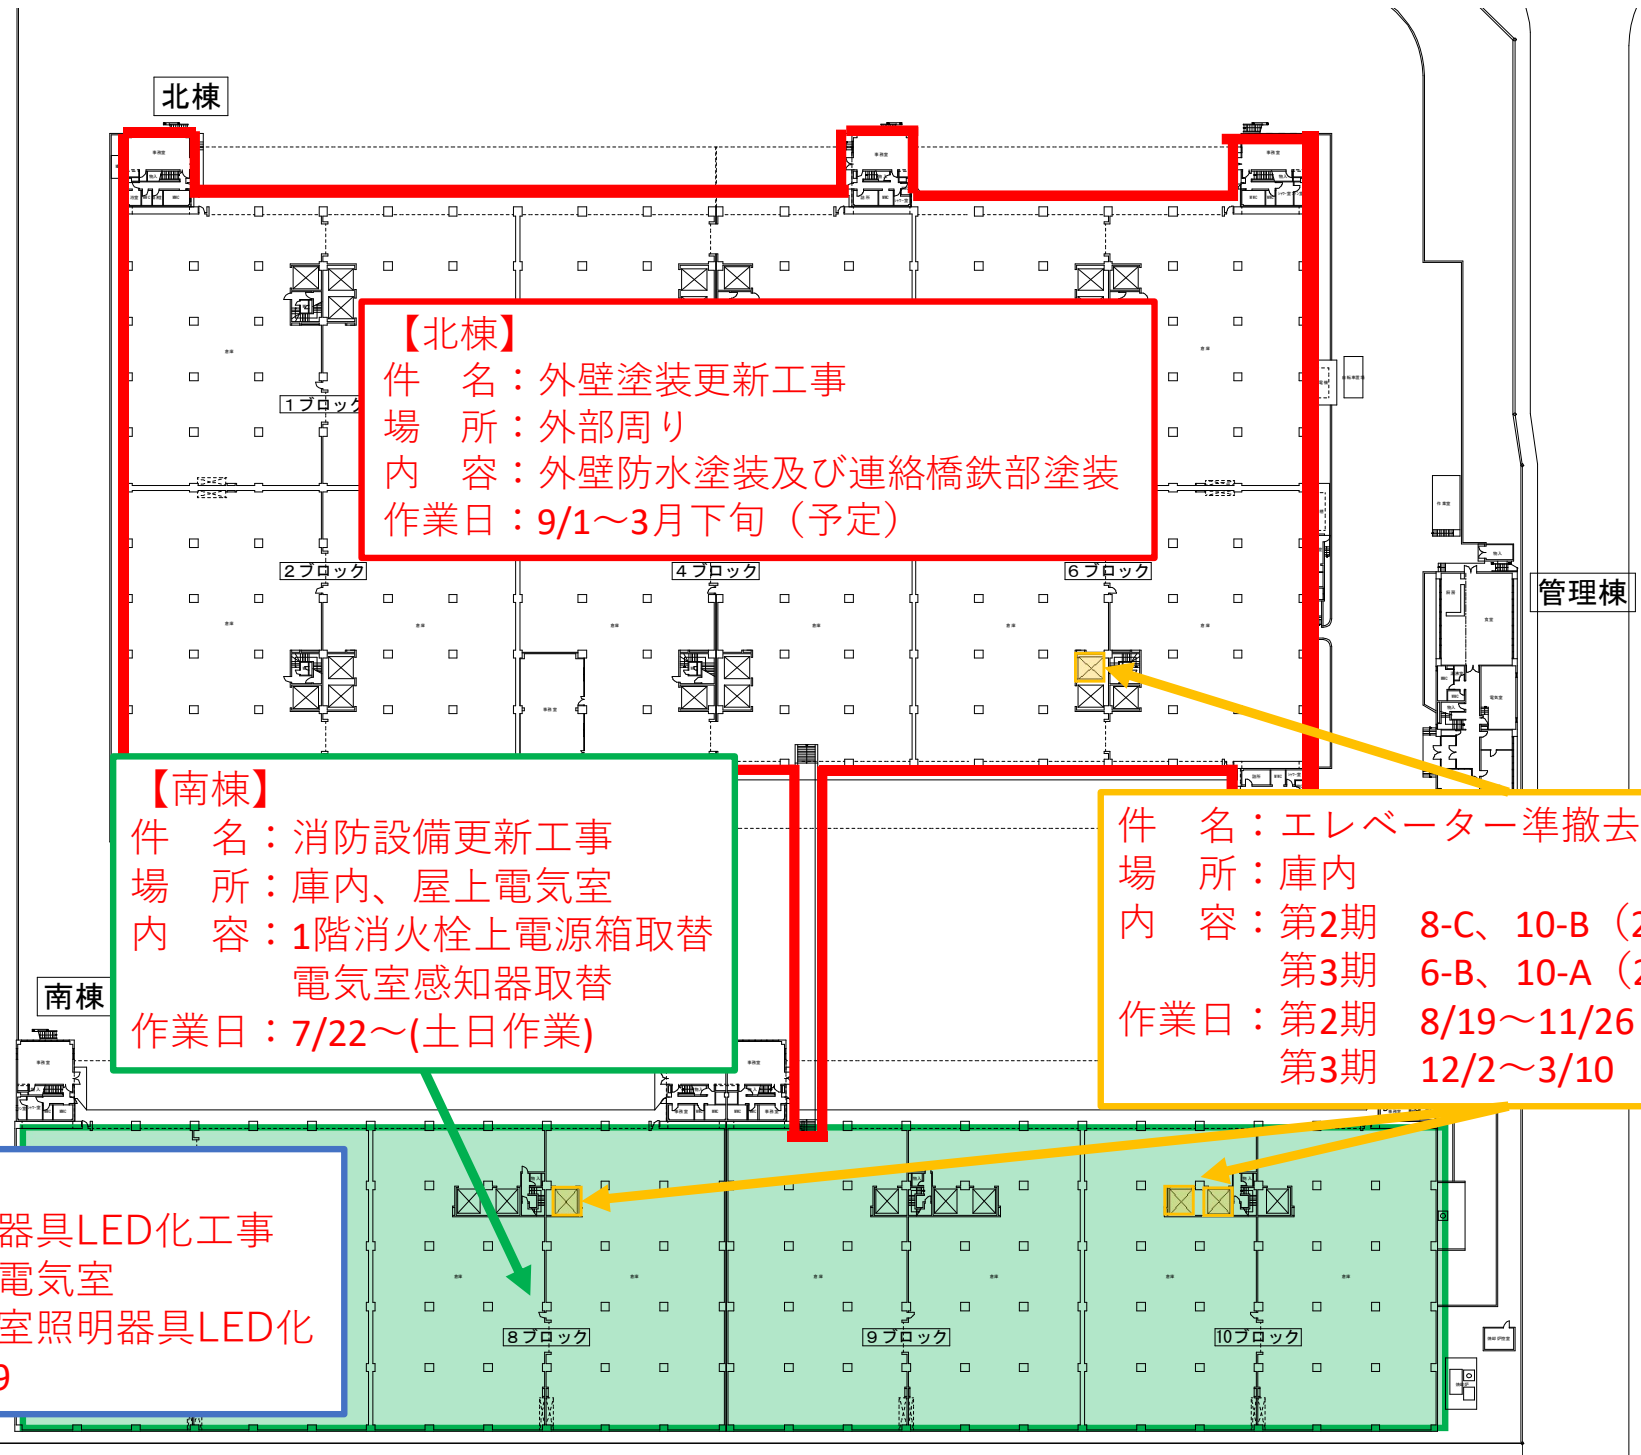 北棟
【北棟】
件　名：外壁塗装更新工事
場　所：外部周り
内　容：外壁防水塗装及び連絡橋鉄部塗装
作業日：9/1～3月下旬（予定）
1ブロック
2ブロック
4ブロック
6ブロック
管理棟
【南棟】
件　名：消防設備更新工事
場　所：庫内、屋上電気室
内　容：1階消火栓上電源箱取替
電気室感知器取替
作業日：7/22～(土日作業)
件　名：エレベーター準撤去
場　所：庫内
内　容：第2期　8-C、10-B（2
第3期　6-B、10-A（2
作業日：第2期　8/19～11/26
第3期　12/2～3/10
南棟
器具LED化工事
電気室
室照明器具LED化
9
8ブロック
9ブロック
10ブロック